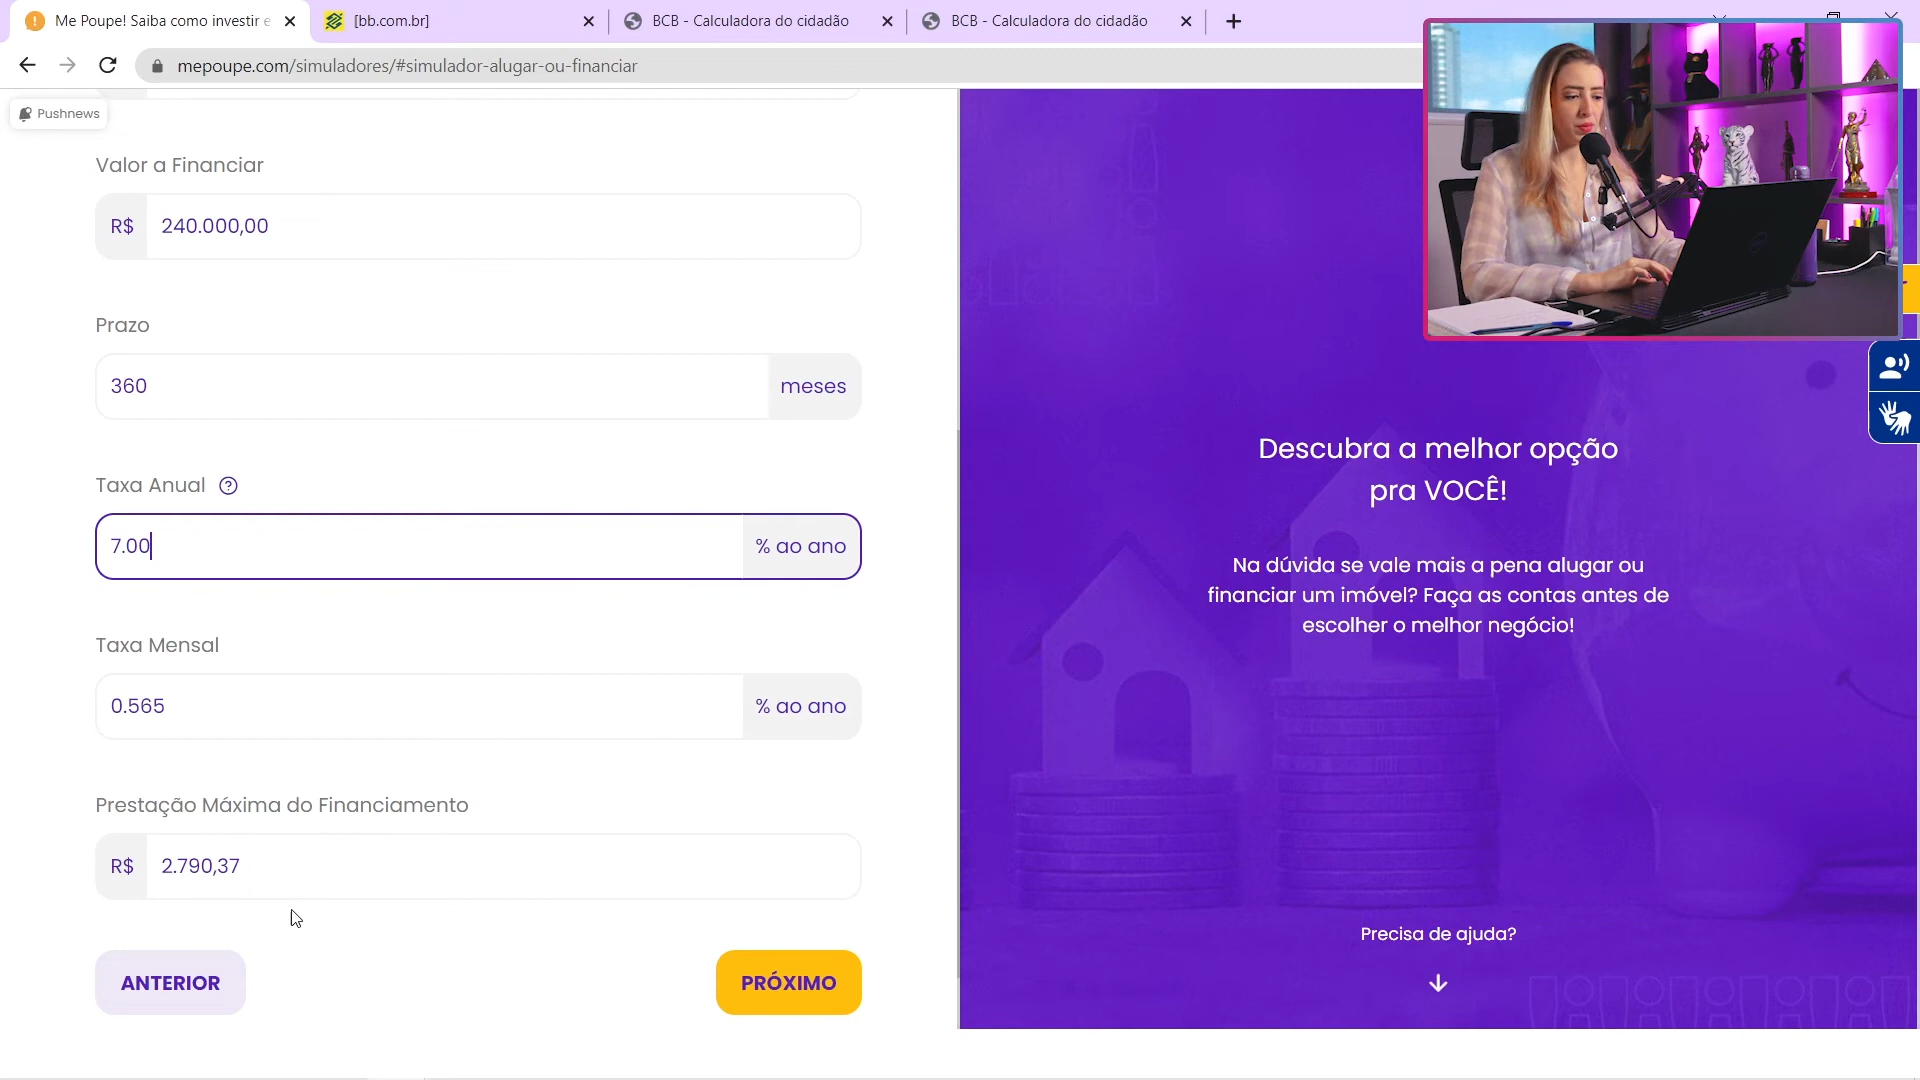 Me Poupe! Saiba como investir e
[bb.com.br]
BCB - Calculadora do cidadão
BCB - Calculadora do cidadão
mepoupe.com/simuladores/#simulador-alugar-ou-financiar
Pushnews
Valor a Financiar
R$ 240.000,00
Prazo
360 meses
Taxa Anual ?
7.00 % ao ano
Taxa Mensal
0.565 % ao ano
Prestação Máxima do Financiamento
R$ 2.790,37
ANTERIOR
PRÓXIMO
Descubra a melhor opção
pra VOCÊ!
Na dúvida se vale mais a pena alugar ou
financiar um imóvel? Faça as contas antes de
escolher o melhor negócio!
Precisa de ajuda?